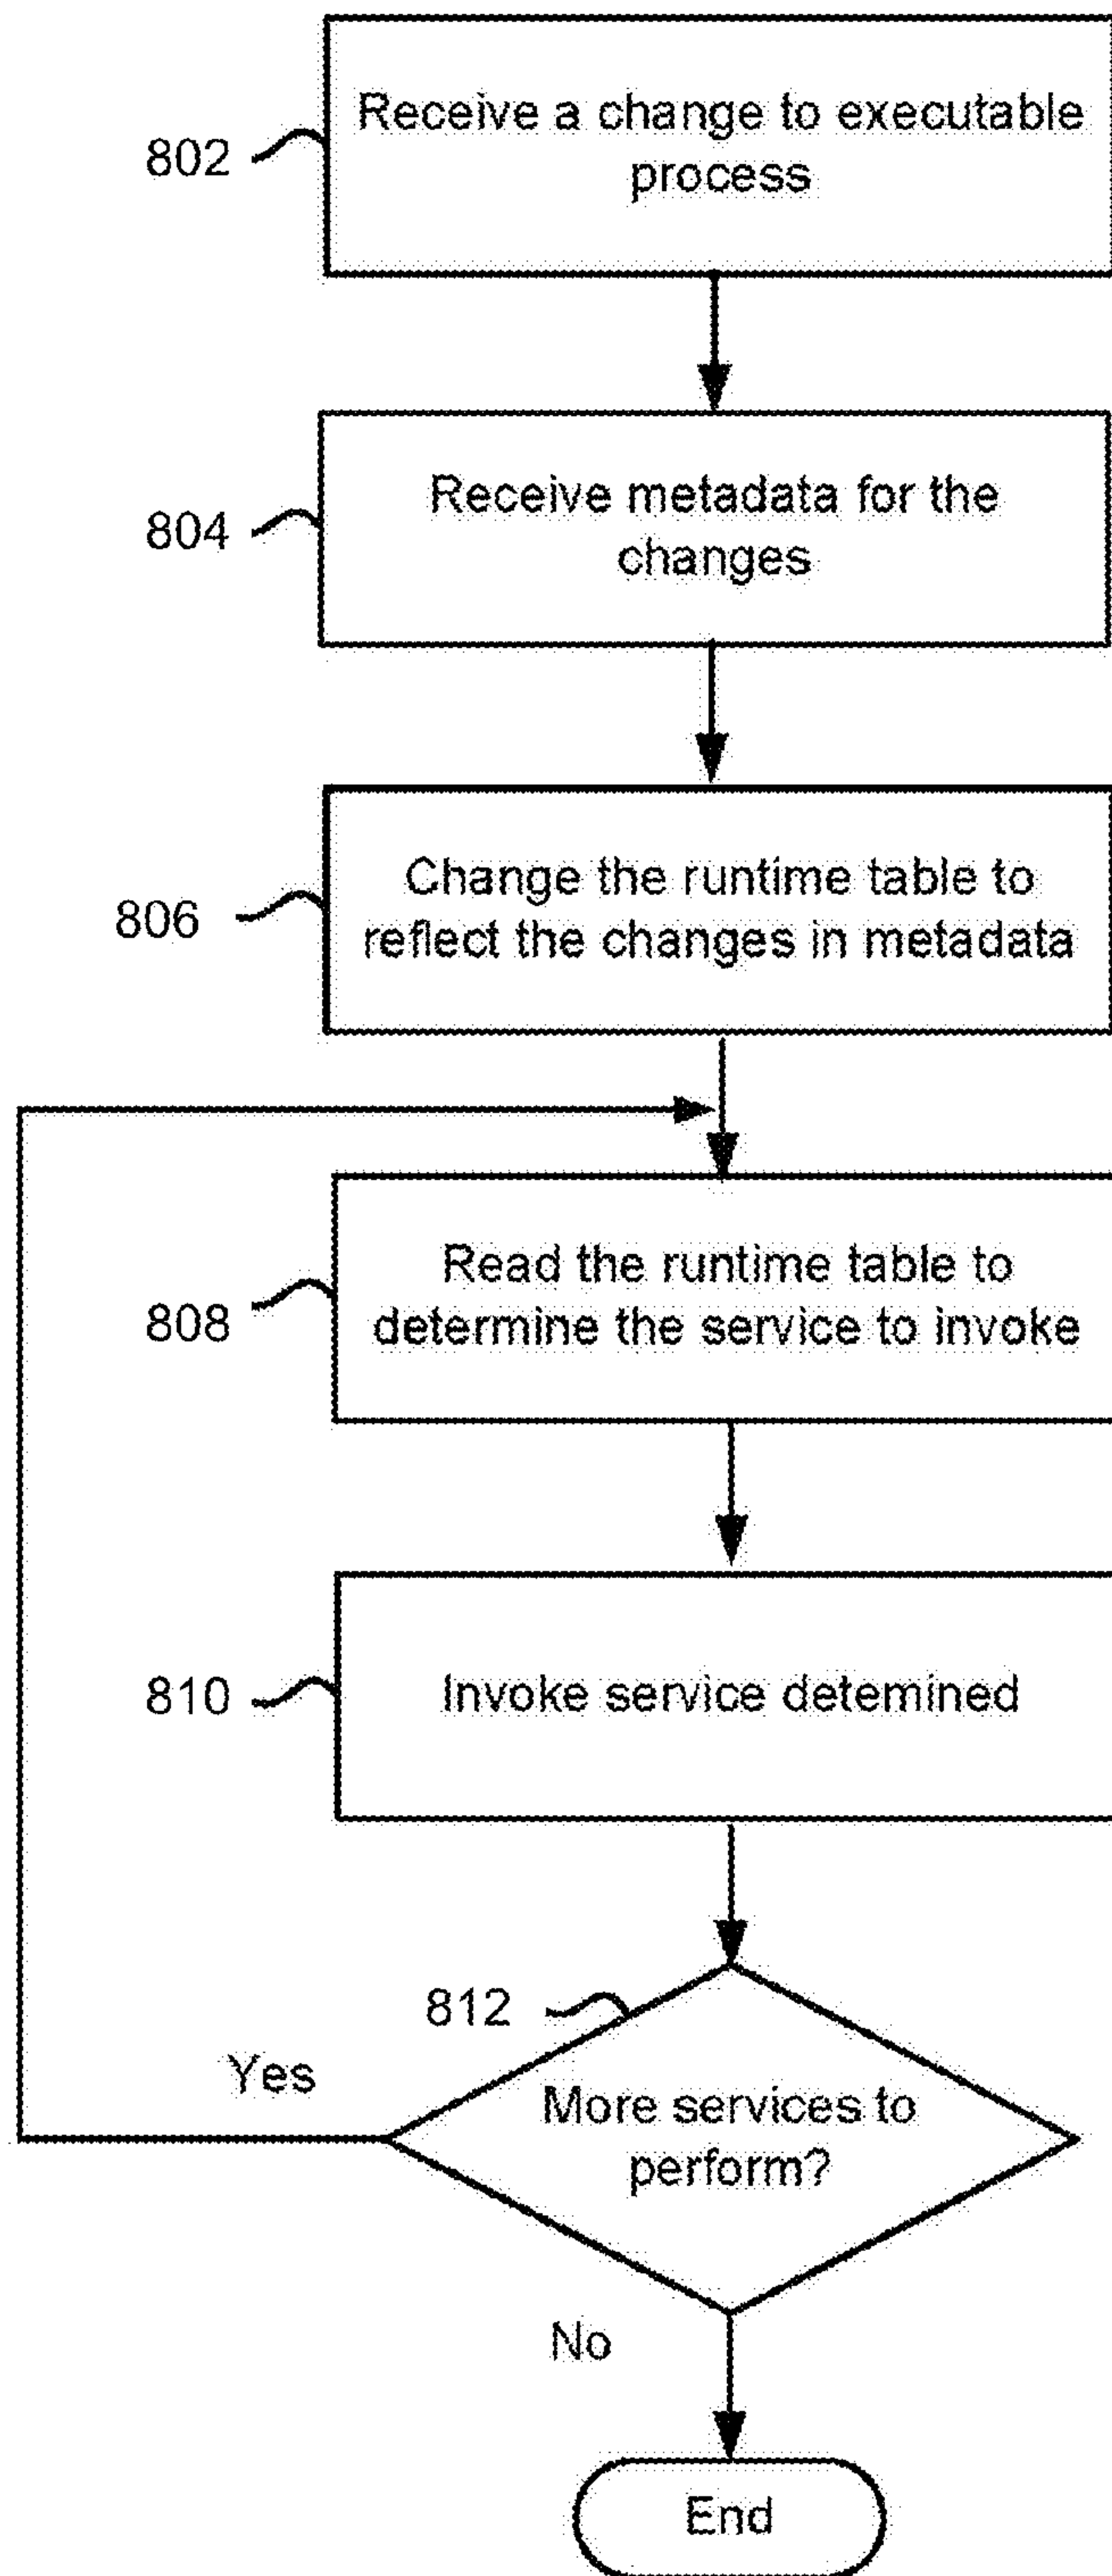 Receive a change to executable
process
802
Receive metadata for the
changes
804
Change the runtime table to
reflect the changes in metadata
806
Read the runtime table to
determine the service to invoke
808
Invoke service detemined
810
812
Yes
More services to
perform?
No
End